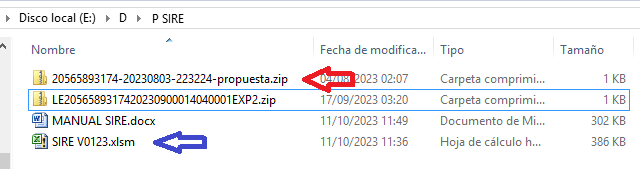 Disco local (E:) D P SIRE
Nombre Fecha de modifica... Tipo Tamaño
20565893174-20230803-223224-propuesta.zip 04/08/2023 02:07 Carpeta comprimi... 1 KB
LE2056589317420230900014040001EXP2.zip 17/09/2023 03:20 Carpeta comprimi... 1 KB
MANUAL SIRE.docx 11/10/2023 11:49 Documento de Mi... 302 KB
SIRE V0123.xlsm 11/10/2023 11:36 Hoja de cálculo h... 386 KB